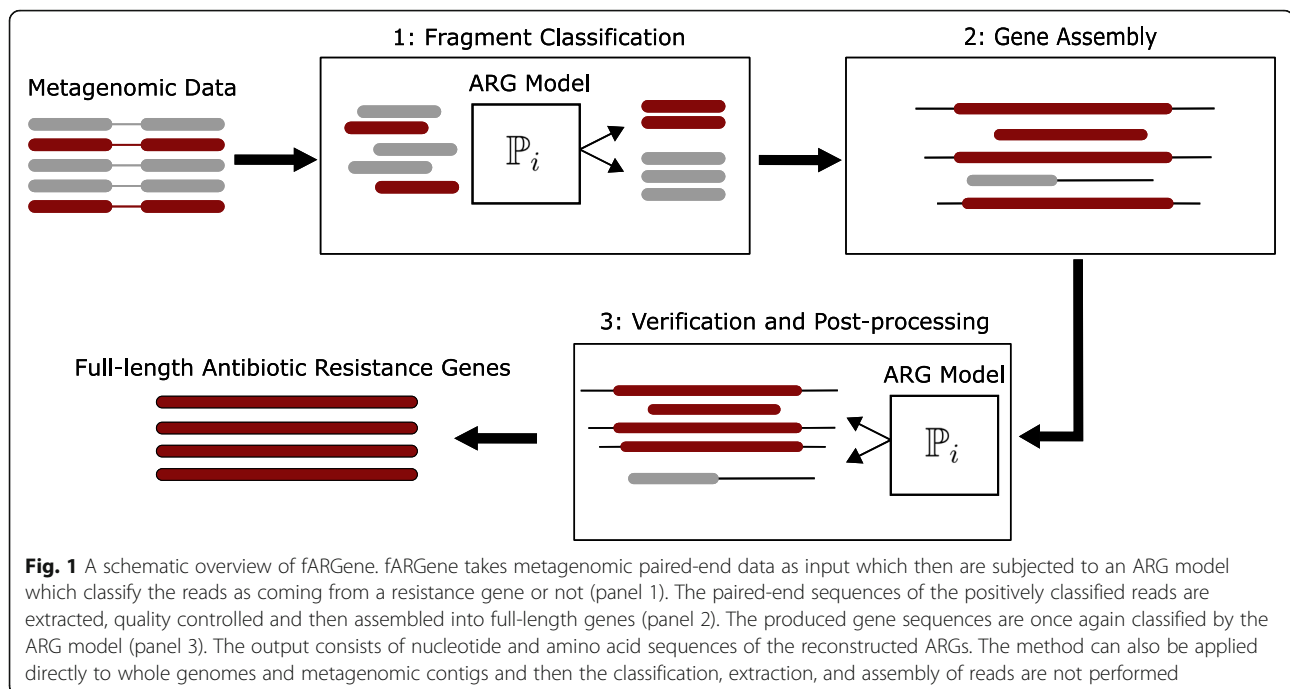 1: Fragment Classification
2: Gene Assembly
Metagenomic Data
ARG Model
ℙi
3: Verification and Post-processing
Full-length Antibiotic Resistance Genes
ARG Model
ℙi
Fig. 1 A schematic overview of fARGene. fARGene takes metagenomic paired-end data as input which then are subjected to an ARG model
which classify the reads as coming from a resistance gene or not (panel 1). The paired-end sequences of the positively classified reads are
extracted, quality controlled and then assembled into full-length genes (panel 2). The produced gene sequences are once again classified by the
ARG model (panel 3). The output consists of nucleotide and amino acid sequences of the reconstructed ARGs. The method can also be applied
directly to whole genomes and metagenomic contigs and then the classification, extraction, and assembly of reads are not performed